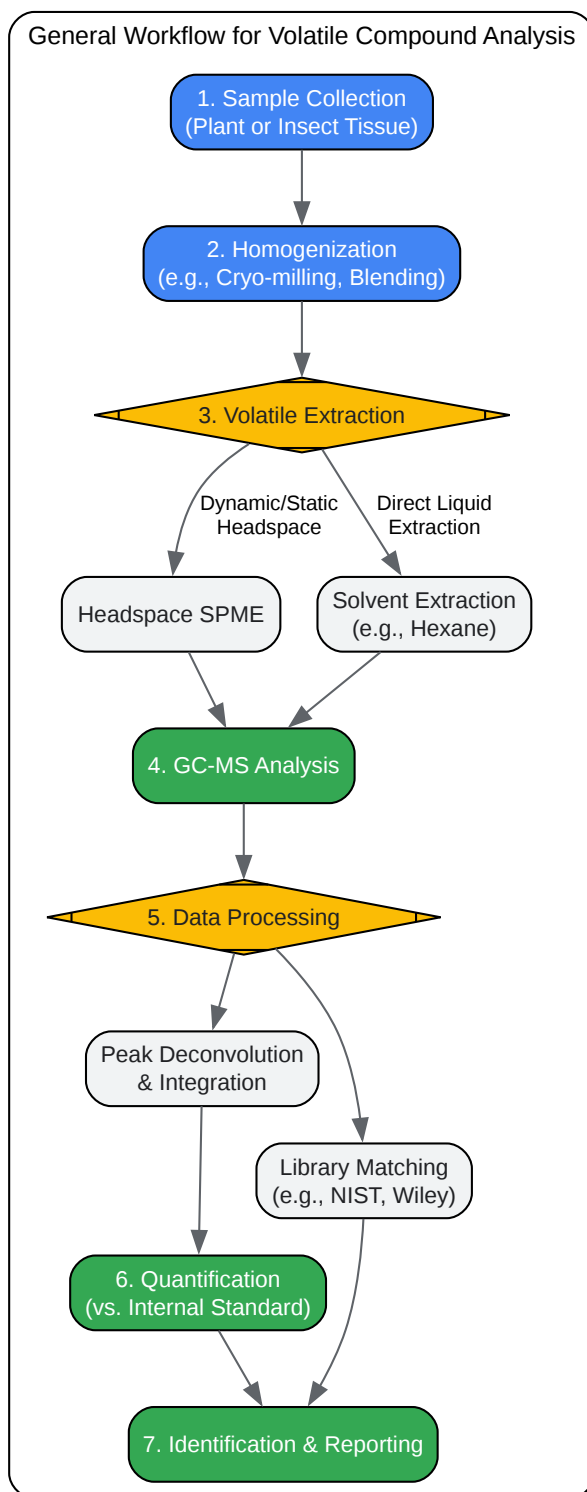 General Workflow for Volatile Compound Analysis
1. Sample Collection
(Plant or Insect Tissue)
2. Homogenization
(e.g., Cryo-milling, Blending)
3. Volatile Extraction
Dynamic/Static
Headspace
Direct Liquid
Extraction
Headspace SPME
Solvent Extraction
(e.g., Hexane)
4. GC-MS Analysis
5. Data Processing
Peak Deconvolution
& Integration
Library Matching
(e.g., NIST, Wiley)
6. Quantification
(vs. Internal Standard)
7. Identification & Reporting